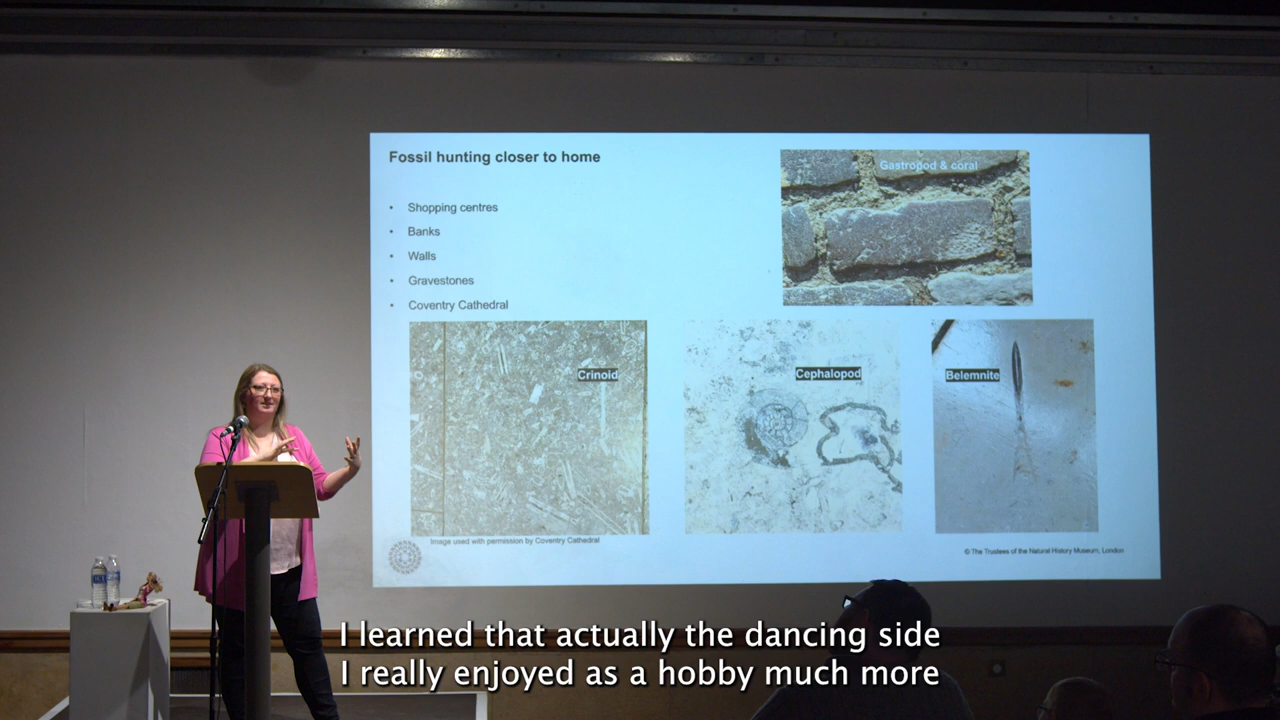 Fossil hunting closer to home
• Shopping centres
• Banks
• Walls
• Gravestones
• Coventry Cathedral
Gastropod & coral
Crinoid
Cephalopod
Belemnite
Image used with permission by Coventry Cathedral
© The Trustees of the Natural History Museum, London
I learned that actually the dancing side
I really enjoyed as a hobby much more